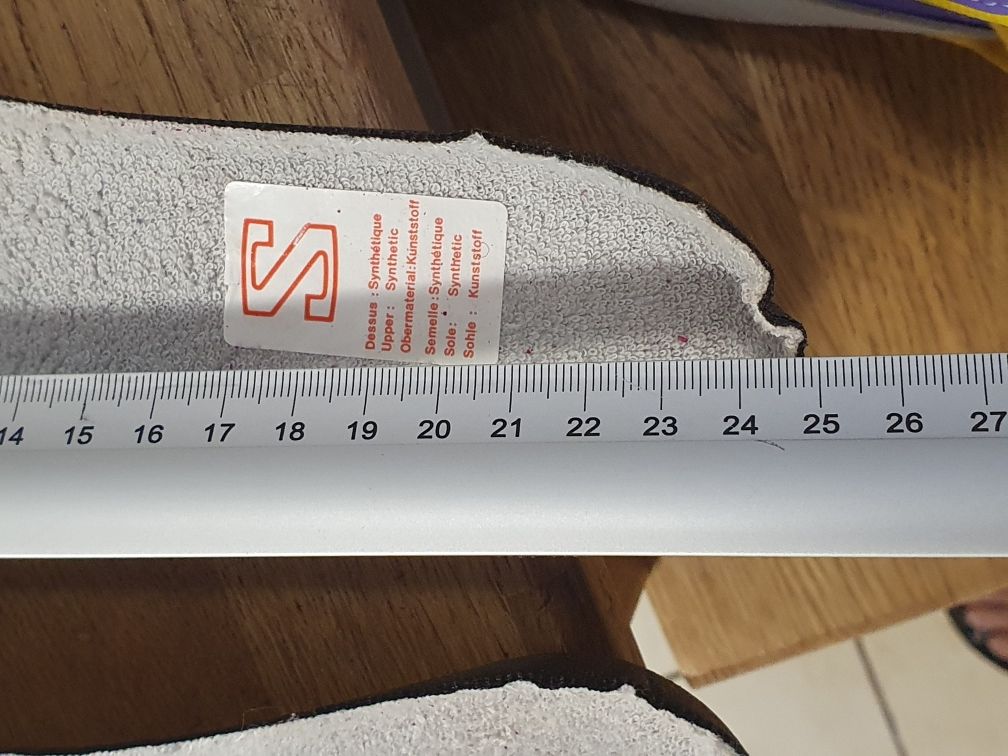 S
Dessus : Synthétique
Upper : Synthetic
Obermaterial: Kunststoff
Semelle : Synthétique
Sole : Synthetic
Sohle : Kunststoff
14 15 16 17 18 19 20 21 22 23 24 25 26 27